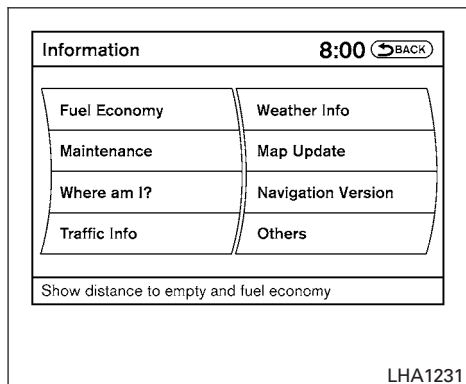 Information 8:00 BACK
Fuel Economy Weather Info
Maintenance Map Update
Where am I? Navigation Version
Traffic Info Others
Show distance to empty and fuel economy
LHA1231